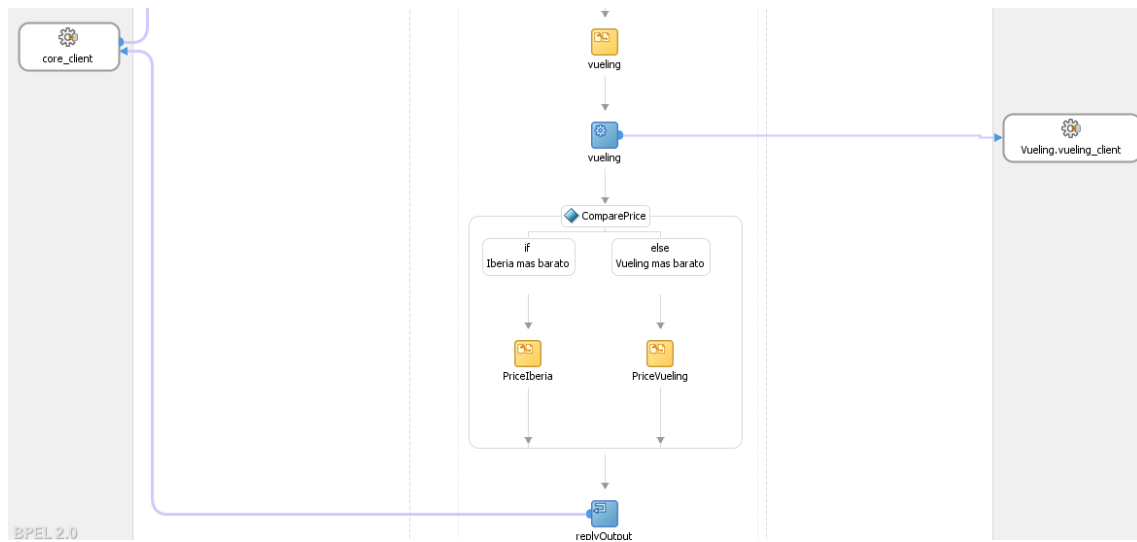 core_client
vueling
vueling
Vueling.vueling_client
ComparePrice
if
Iberia mas barato
else
Vueling mas barato
PriceIberia
PriceVueling
replyOutput
BPEL 2.0